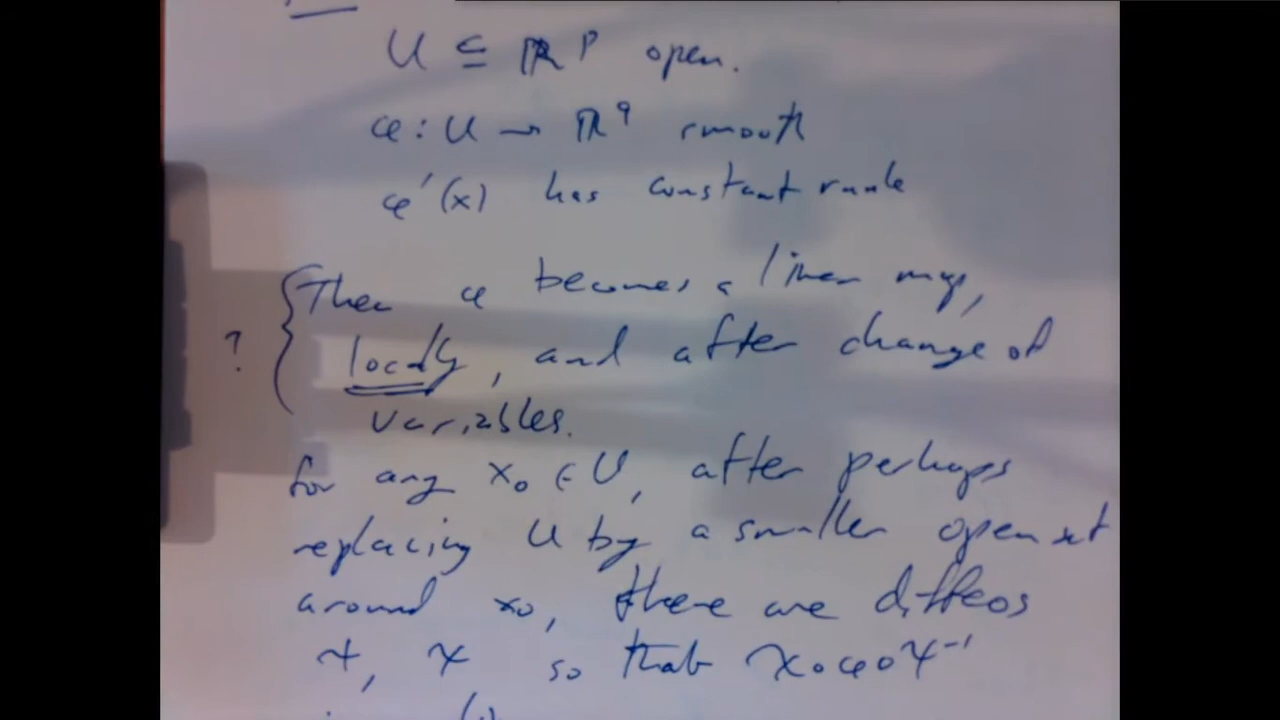 U ⊆ ℝ^p open.
φ : U → ℝ^q smooth
φ'(x) has constant rank
Then φ becomes a linear map,
? { locally, and after change of
variables.
for any x₀ ∈ U, after perhaps
replacing U by a smaller open set
around x₀, there are diffeos
so that χ∘φ∘ψ⁻¹